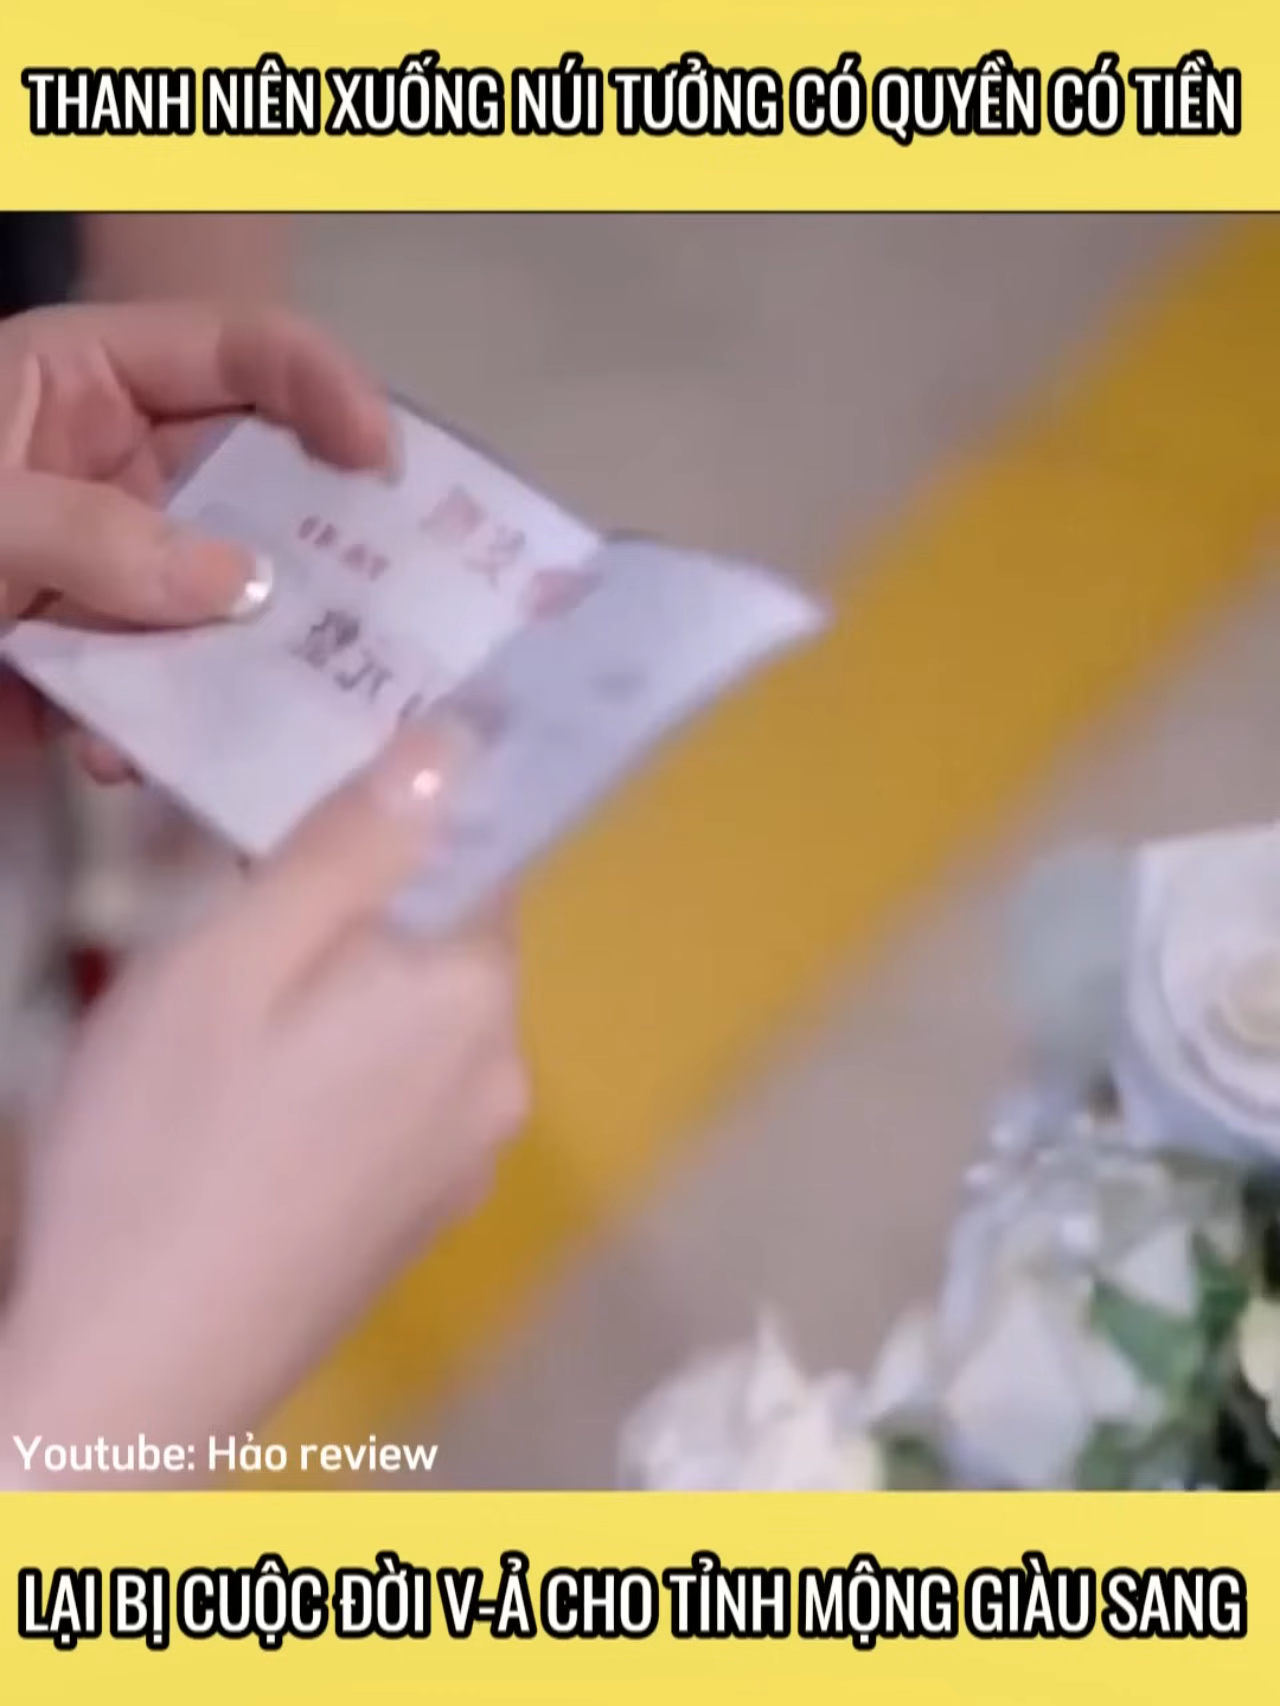 THANH NIÊN XUỐNG NÚI TƯỞNG CÓ QUYỀN CÓ TIỀN
Youtube: Hảo review
LẠI BỊ CUỘC ĐỜI V-Ả CHO TỈNH MỘNG GIÀU SANG